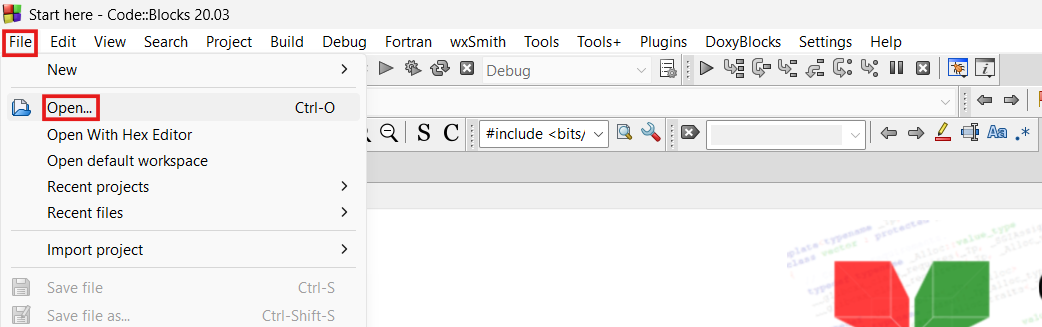 Start here - Code::Blocks 20.03
File Edit View Search Project Build Debug Fortran wxSmith Tools Tools+ Plugins DoxyBlocks Settings Help
New
Debug
Open... Ctrl-O
Open With Hex Editor
S C #include <bits/ Aa .*
Open default workspace
Recent projects
Recent files
Import project
Save file Ctrl-S
Save file as... Ctrl-Shift-S